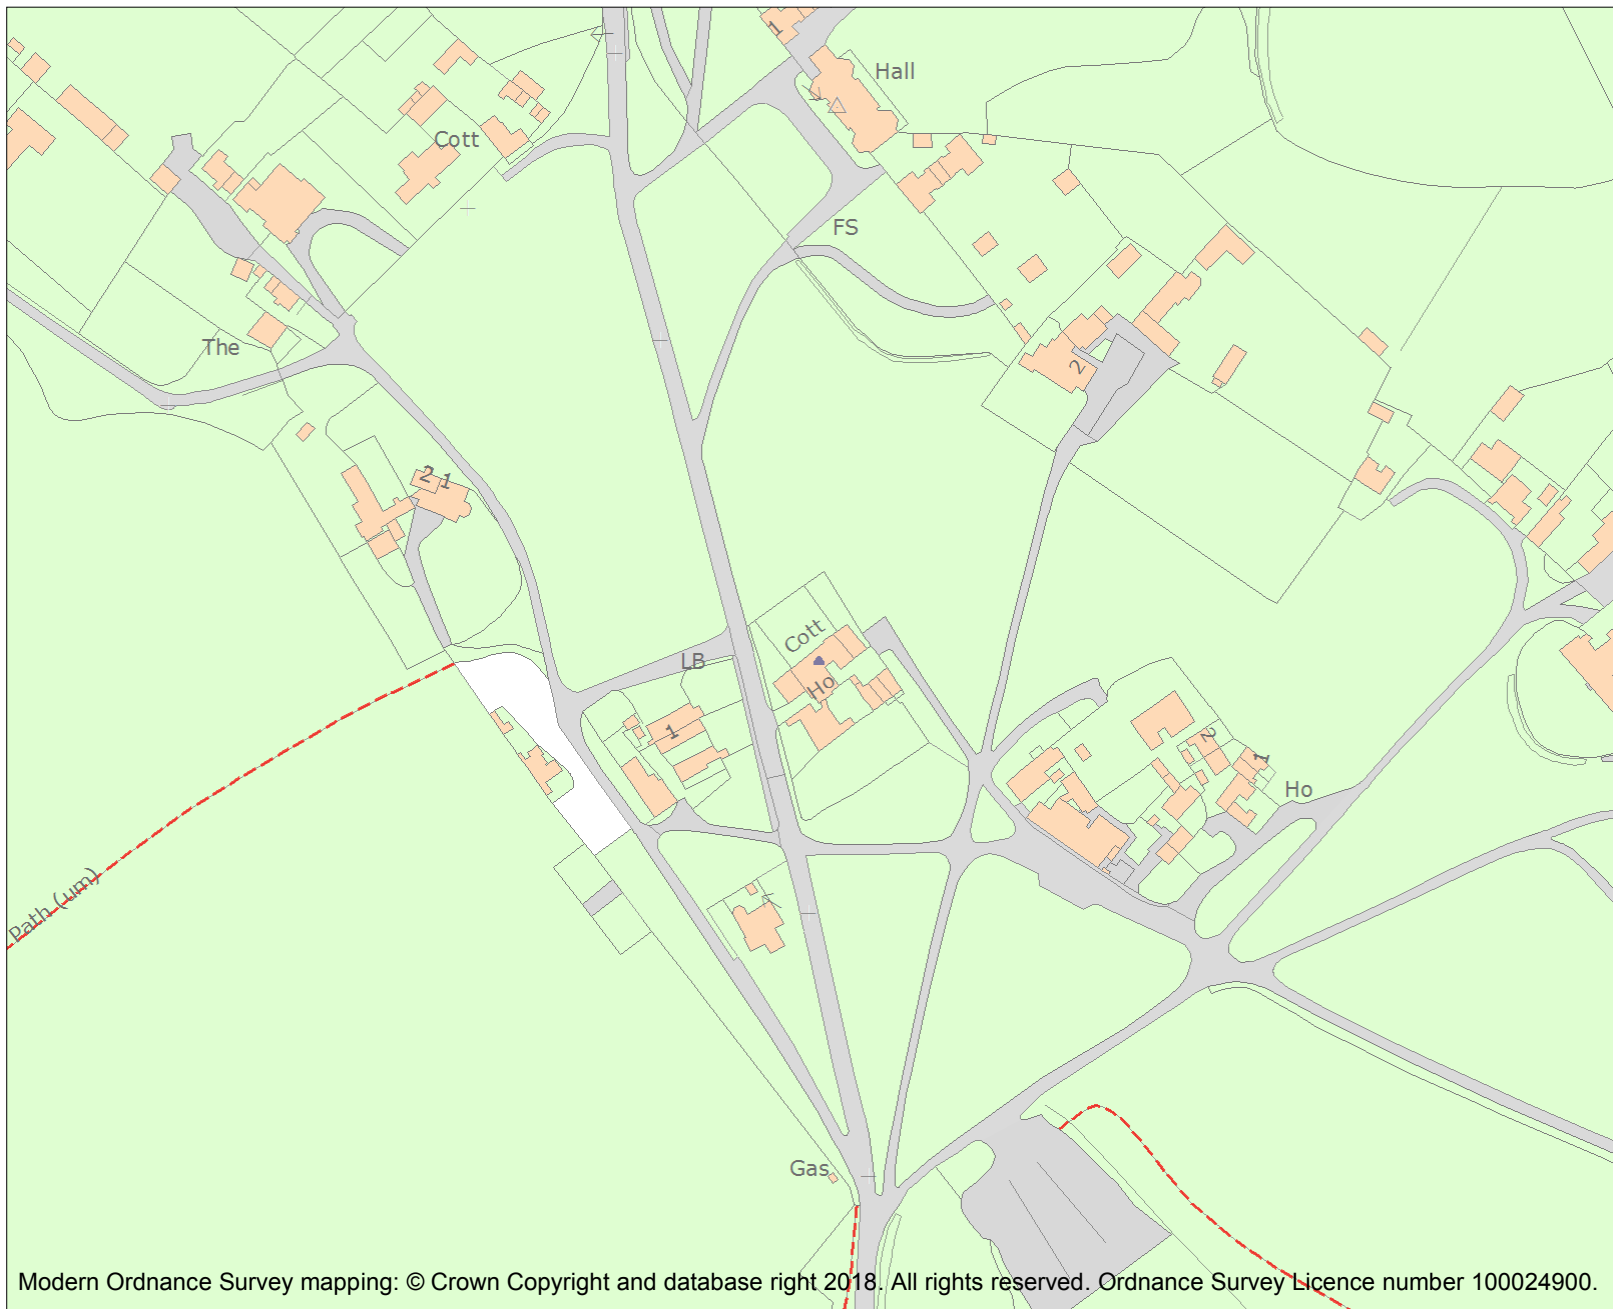 1
Hall
Cott
FS
The
2
2 1
Cott
LB
Ho
1
2
1
Ho
Path (um)
Gas
Modern Ordnance Survey mapping: © Crown Copyright and database right 2018. All rights reserved. Ordnance Survey Licence number 100024900.